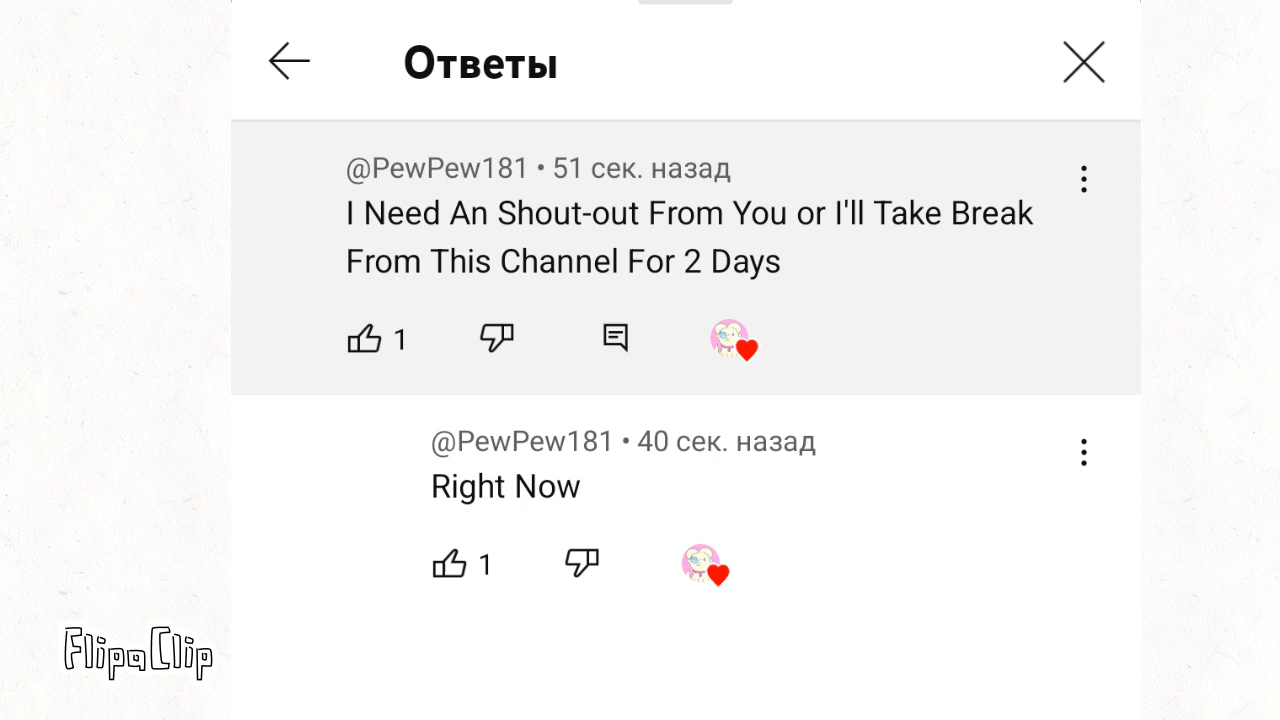 Ответы
@PewPew181 • 51 сек. назад
I Need An Shout-out From You or I'll Take Break
From This Channel For 2 Days
1
@PewPew181 • 40 сек. назад
Right Now
1
FlipaClip